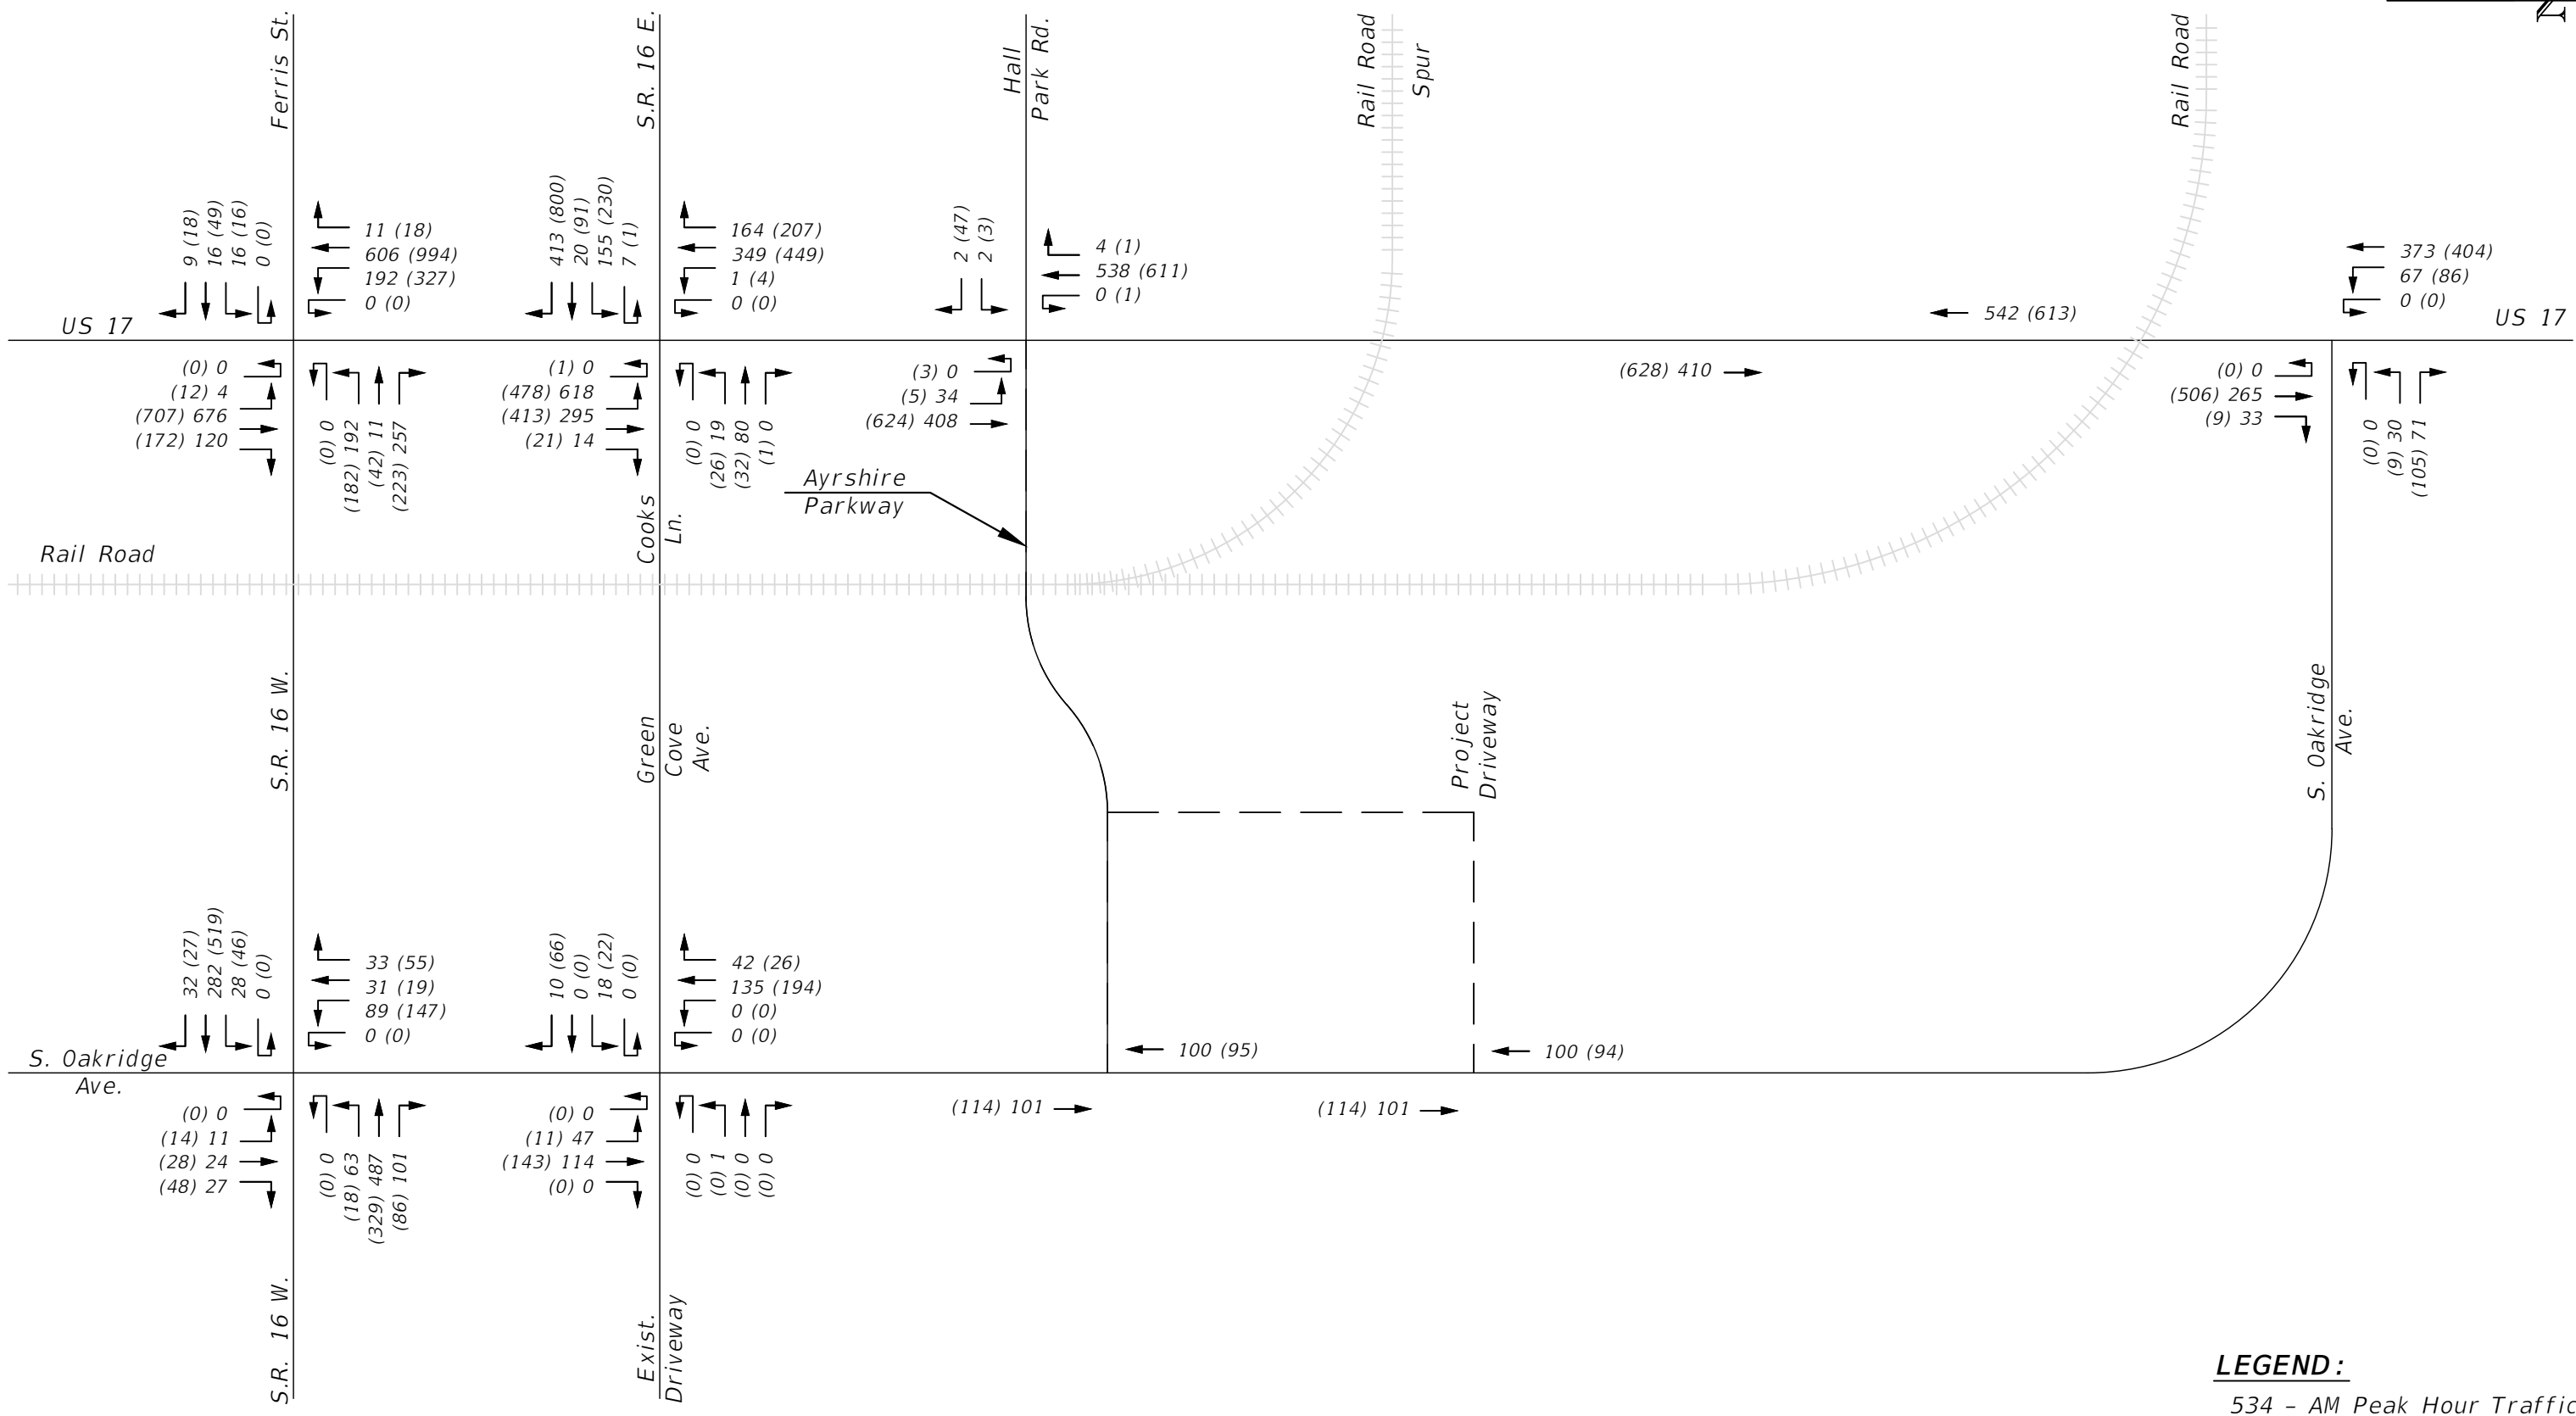 N
Ferris St.
S.R. 16 E.
Hall
Park Rd.
Rail Road
Spur
Rail Road
9 (18)
16 (49)
16 (16)
0 (0)
11 (18)
606 (994)
192 (327)
0 (0)
413 (800)
20 (91)
155 (230)
7 (1)
164 (207)
349 (449)
1 (4)
0 (0)
2 (47)
2 (3)
4 (1)
538 (611)
0 (1)
542 (613)
373 (404)
67 (86)
0 (0)
US 17
US 17
(0) 0
(12) 4
(707) 676
(172) 120
(0) 0
(182) 192
(42) 11
(223) 257
(1) 0
(478) 618
(413) 295
(21) 14
(0) 0
(26) 19
(32) 80
(1) 0
(3) 0
(5) 34
(624) 408
(628) 410
(0) 0
(506) 265
(9) 33
(0) 0
(9) 30
(105) 71
Ayrshire
Parkway
Cooks
Ln.
Rail Road
S.R. 16 W.
Green
Cove
Ave.
Project
Driveway
S. Oakridge
Ave.
32 (27)
282 (519)
28 (46)
0 (0)
33 (55)
31 (19)
89 (147)
0 (0)
10 (66)
0 (0)
18 (22)
0 (0)
42 (26)
135 (194)
0 (0)
0 (0)
100 (95)
100 (94)
S. Oakridge
Ave.
(0) 0
(14) 11
(28) 24
(48) 27
(0) 0
(18) 63
(329) 487
(86) 101
(0) 0
(11) 47
(143) 114
(0) 0
(0) 0
(0) 1
(0) 0
(0) 0
(114) 101
(114) 101
S.R. 16 W.
Exist.
Driveway
LEGEND:
534 – AM Peak Hour Traffic